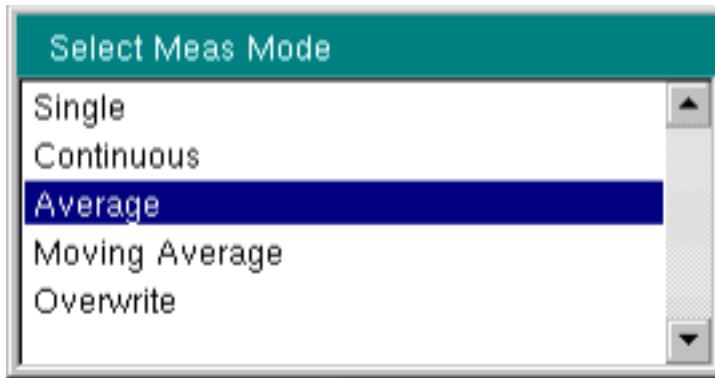 Select Meas Mode
Single
Continuous
Average
Moving Average
Overwrite